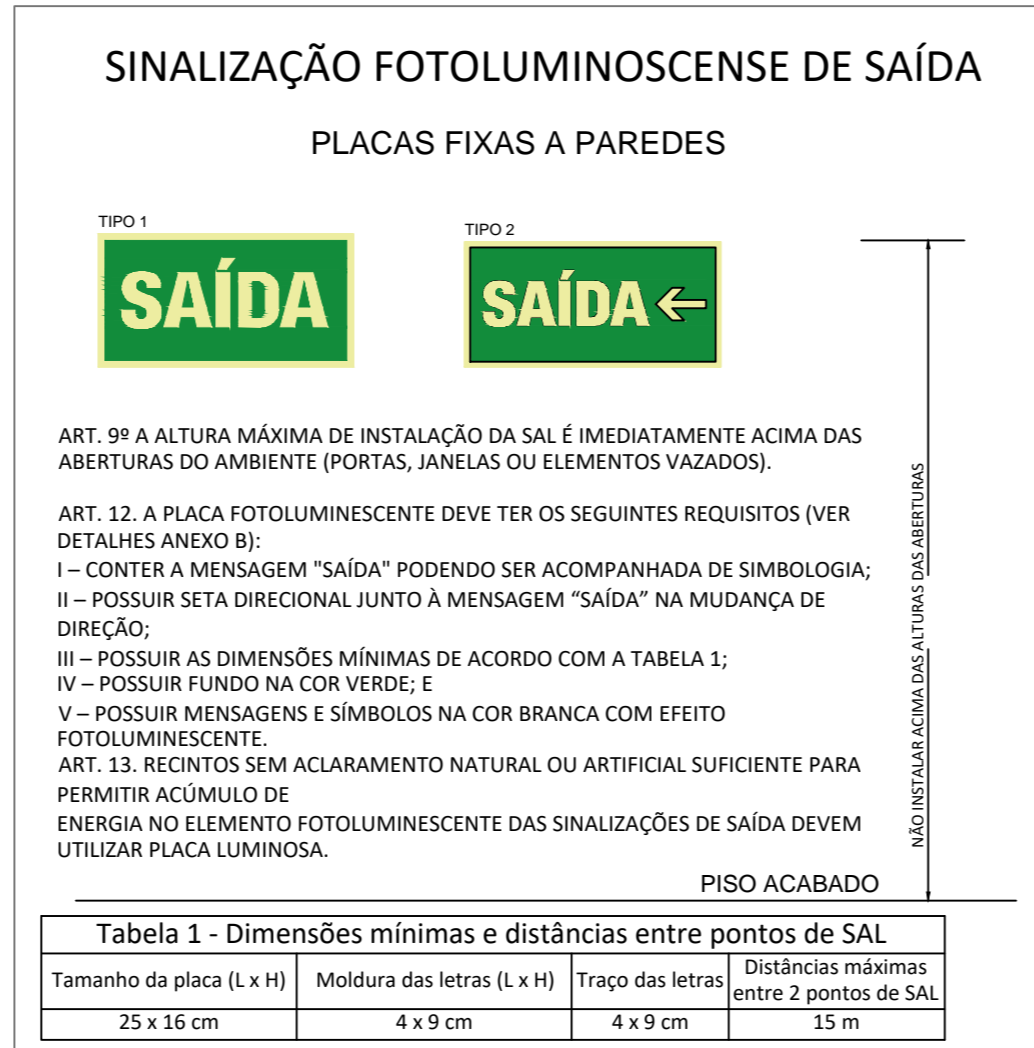 SINALIZAÇÃO FOTOLUMINOSCENSE DE SAÍDA
PLACAS FIXAS A PAREDES
TIPO 1
SAÍDA
TIPO 2
SAÍDA
ART. 9º A ALTURA MÁXIMA DE INSTALAÇÃO DA SAL É IMEDIATAMENTE ACIMA DAS
ABERTURAS DO AMBIENTE (PORTAS, JANELAS OU ELEMENTOS VAZADOS).
ART. 12. A PLACA FOTOLUMINESCENTE DEVE TER OS SEGUINTES REQUISITOS (VER
DETALHES ANEXO B):
I – CONTER A MENSAGEM "SAÍDA" PODENDO SER ACOMPANHADA DE SIMBOLOGIA;
II – POSSUIR SETA DIRECIONAL JUNTO À MENSAGEM “SAÍDA” NA MUDANÇA DE
DIREÇÃO;
III – POSSUIR AS DIMENSÕES MÍNIMAS DE ACORDO COM A TABELA 1;
IV – POSSUIR FUNDO NA COR VERDE; E
V – POSSUIR MENSAGENS E SÍMBOLOS NA COR BRANCA COM EFEITO
FOTOLUMINESCENTE.
ART. 13. RECINTOS SEM ACLARAMENTO NATURAL OU ARTIFICIAL SUFICIENTE PARA
PERMITIR ACÚMULO DE
ENERGIA NO ELEMENTO FOTOLUMINESCENTE DAS SINALIZAÇÕES DE SAÍDA DEVEM
UTILIZAR PLACA LUMINOSA.
NÃO INSTALAR ACIMA DAS ALTURAS DAS ABERTURAS
PISO ACABADO
Tabela 1 - Dimensões mínimas e distâncias entre pontos de SAL
Tamanho da placa (L x H)
Moldura das letras (L x H)
Traço das letras
Distâncias máximas
entre 2 pontos de SAL
25 x 16 cm
4 x 9 cm
4 x 9 cm
15 m